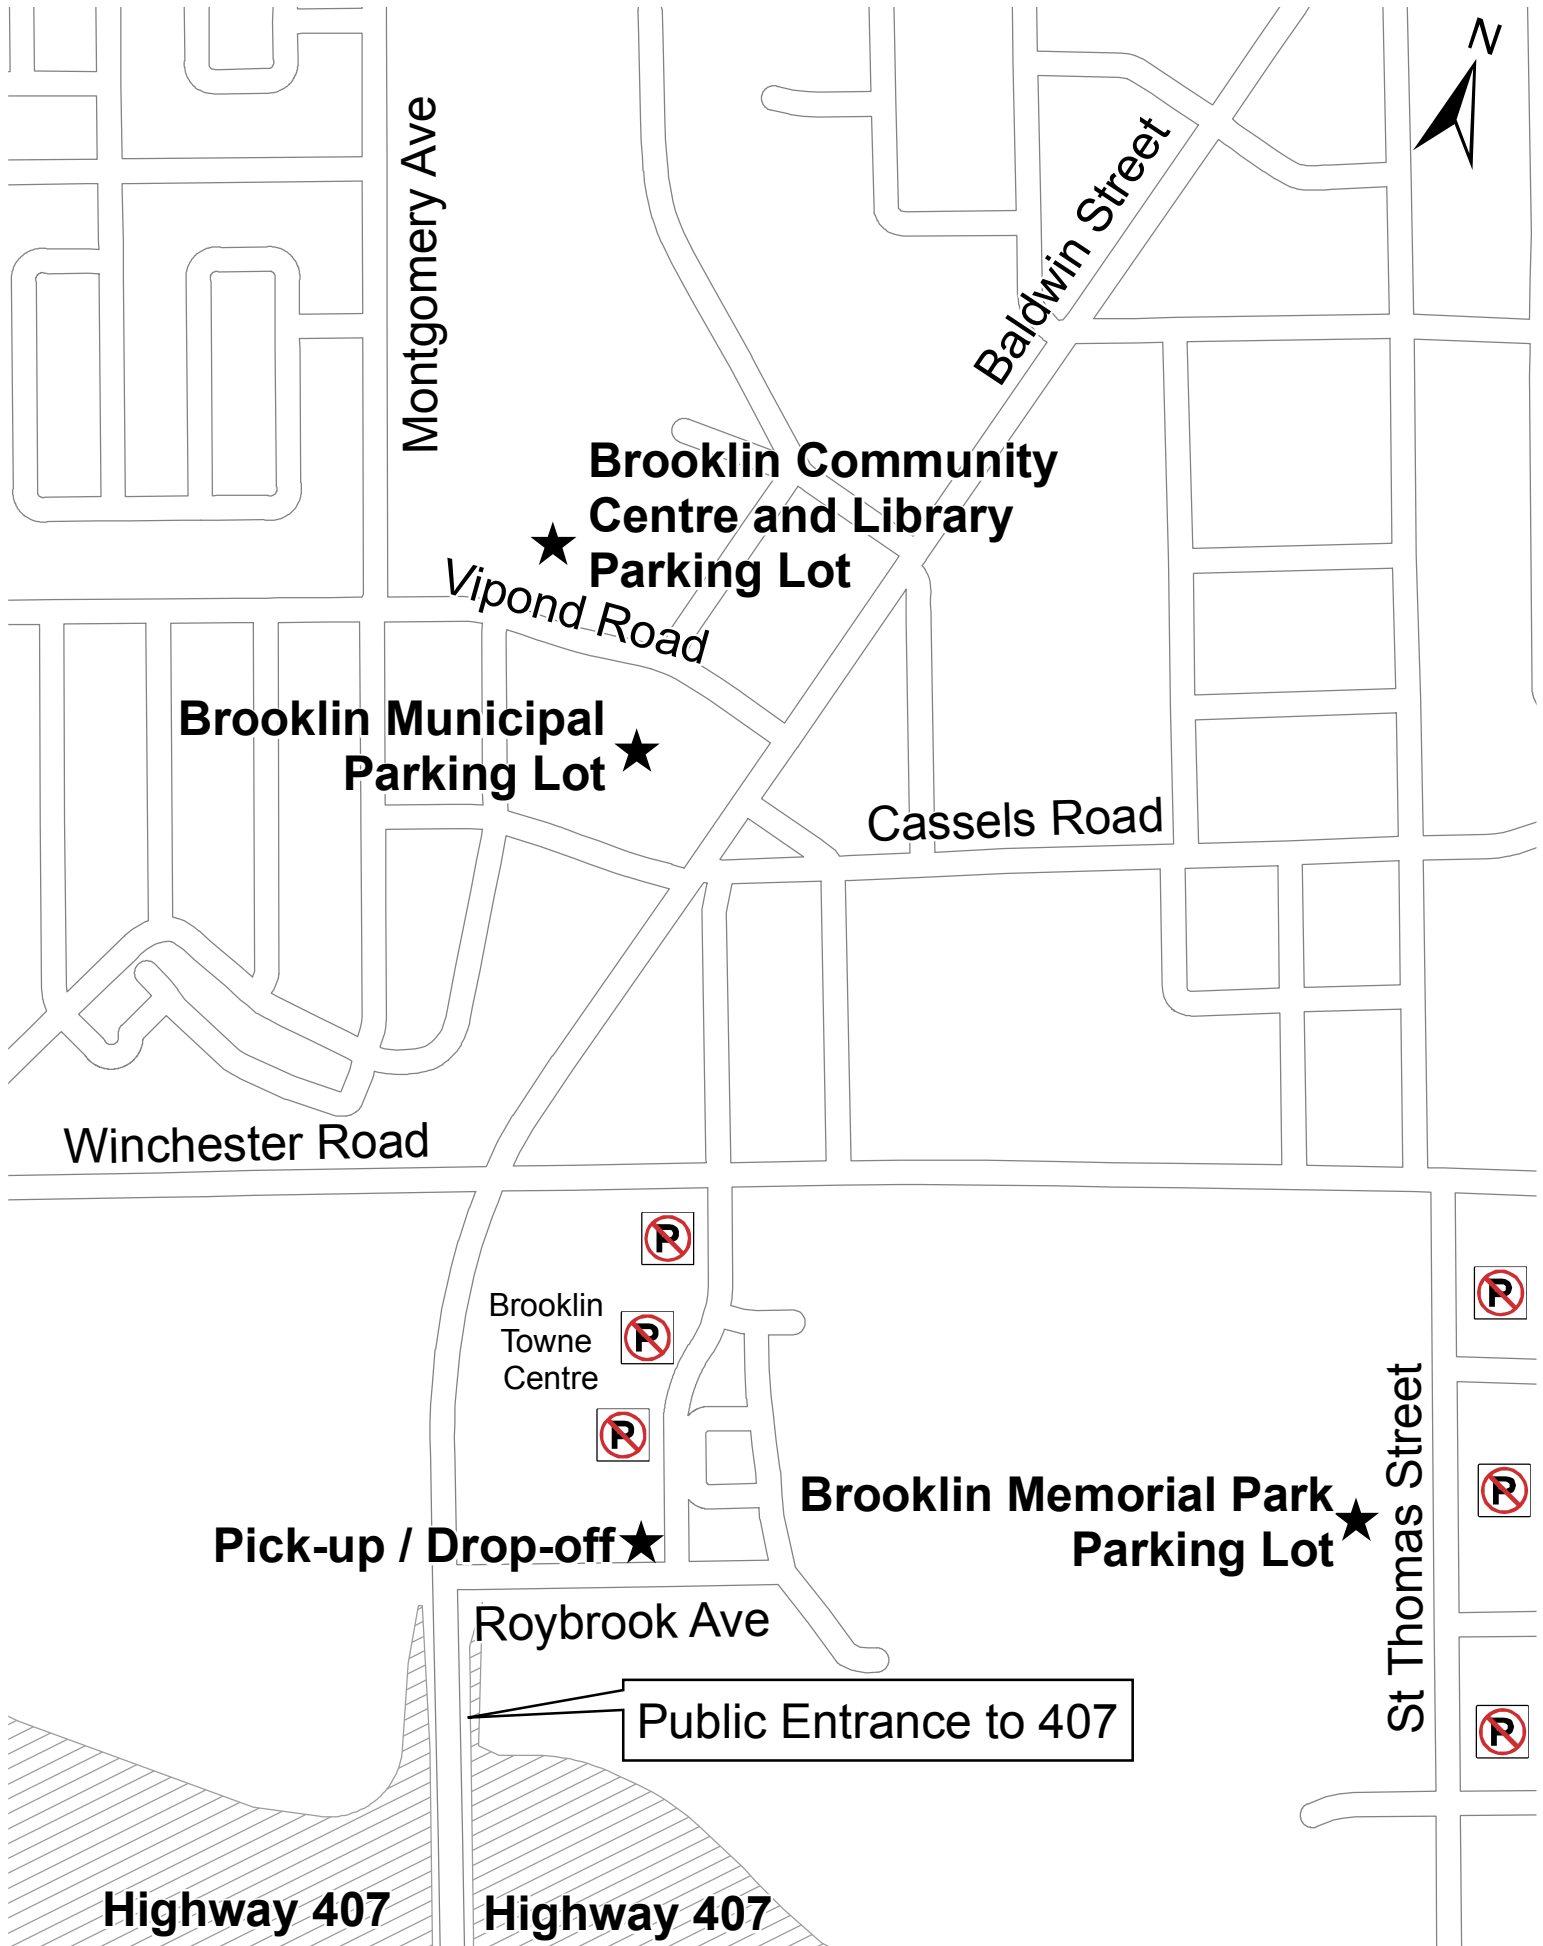 N
Montgomery Ave
Baldwin Street
Brooklin Community
Centre and Library
Parking Lot
Vipond Road
Brooklin Municipal
Parking Lot
Cassels Road
Winchester Road
P
P
Brooklin
Towne
Centre
P
P
P
St Thomas Street
Brooklin Memorial Park
Parking Lot
Pick-up / Drop-off
Roybrook Ave
Public Entrance to 407
P
Highway 407
Highway 407